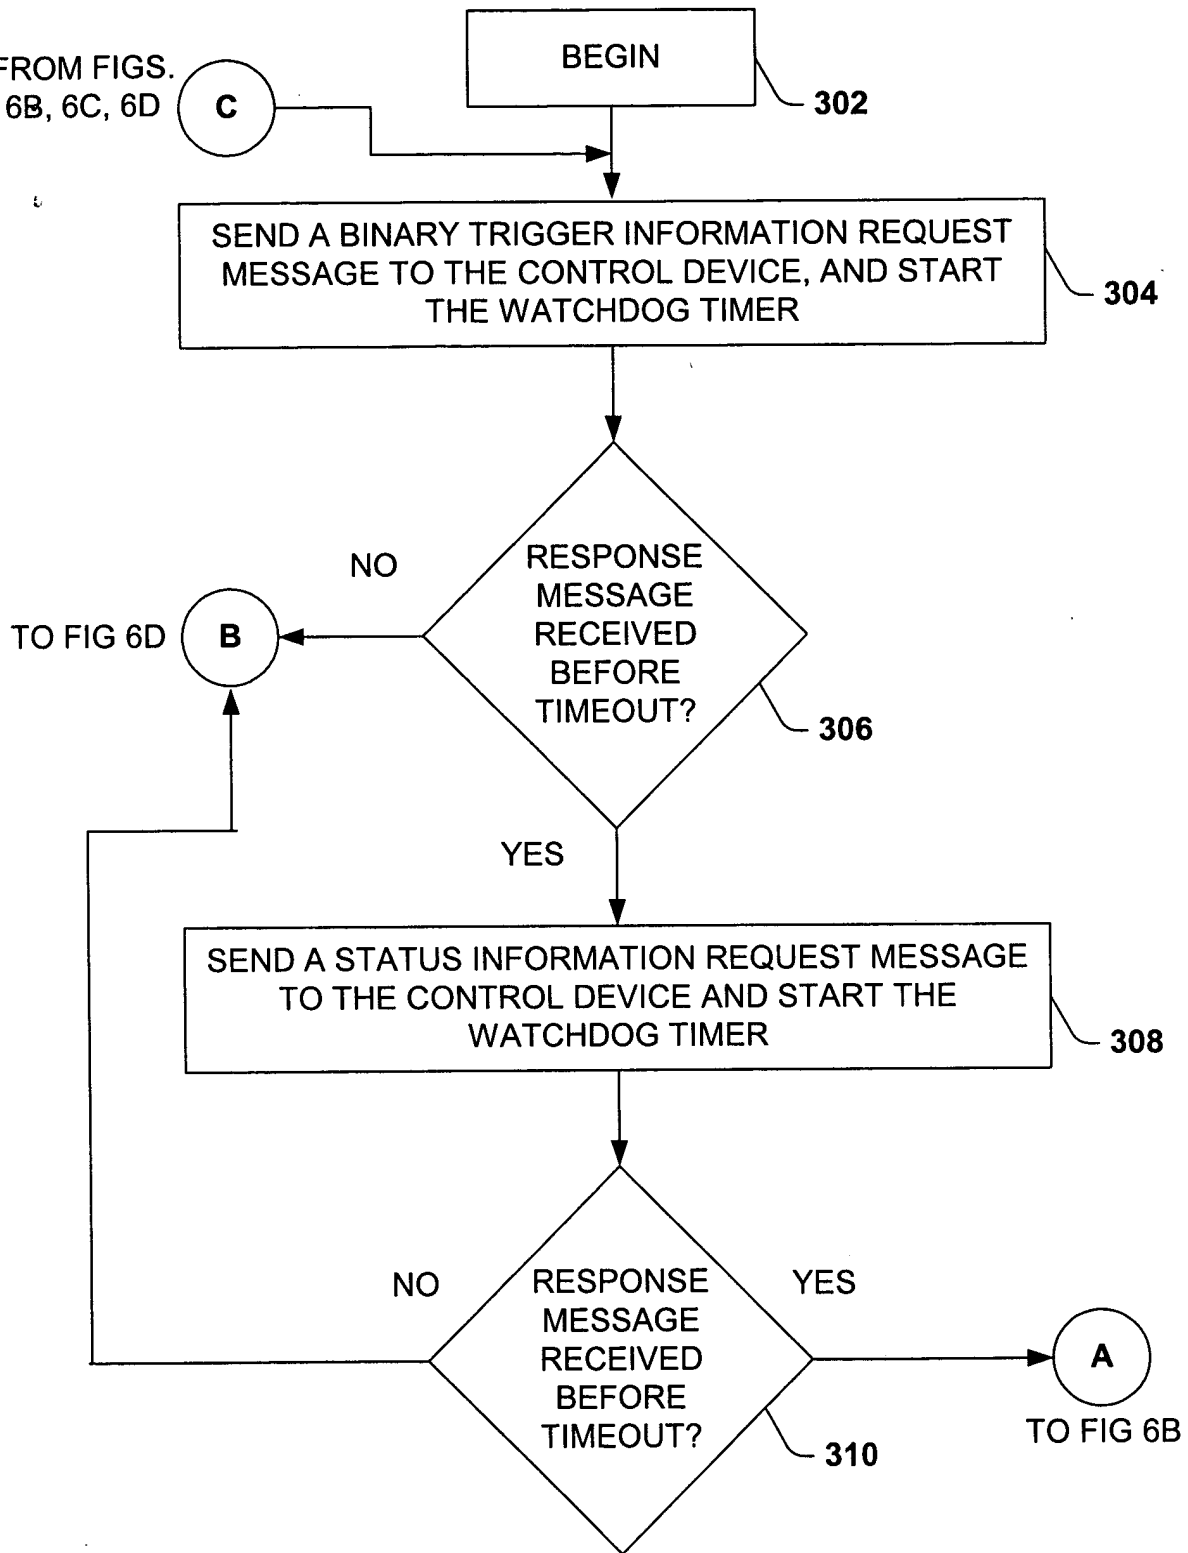 BEGIN
302
FROM FIGS.
6B, 6C, 6D
C
SEND A BINARY TRIGGER INFORMATION REQUEST
MESSAGE TO THE CONTROL DEVICE, AND START
THE WATCHDOG TIMER
304
NO
RESPONSE
MESSAGE
RECEIVED
BEFORE
TIMEOUT?
306
TO FIG 6D
B
YES
SEND A STATUS INFORMATION REQUEST MESSAGE
TO THE CONTROL DEVICE AND START THE
WATCHDOG TIMER
308
NO
RESPONSE
MESSAGE
RECEIVED
BEFORE
TIMEOUT?
310
YES
A
TO FIG 6B